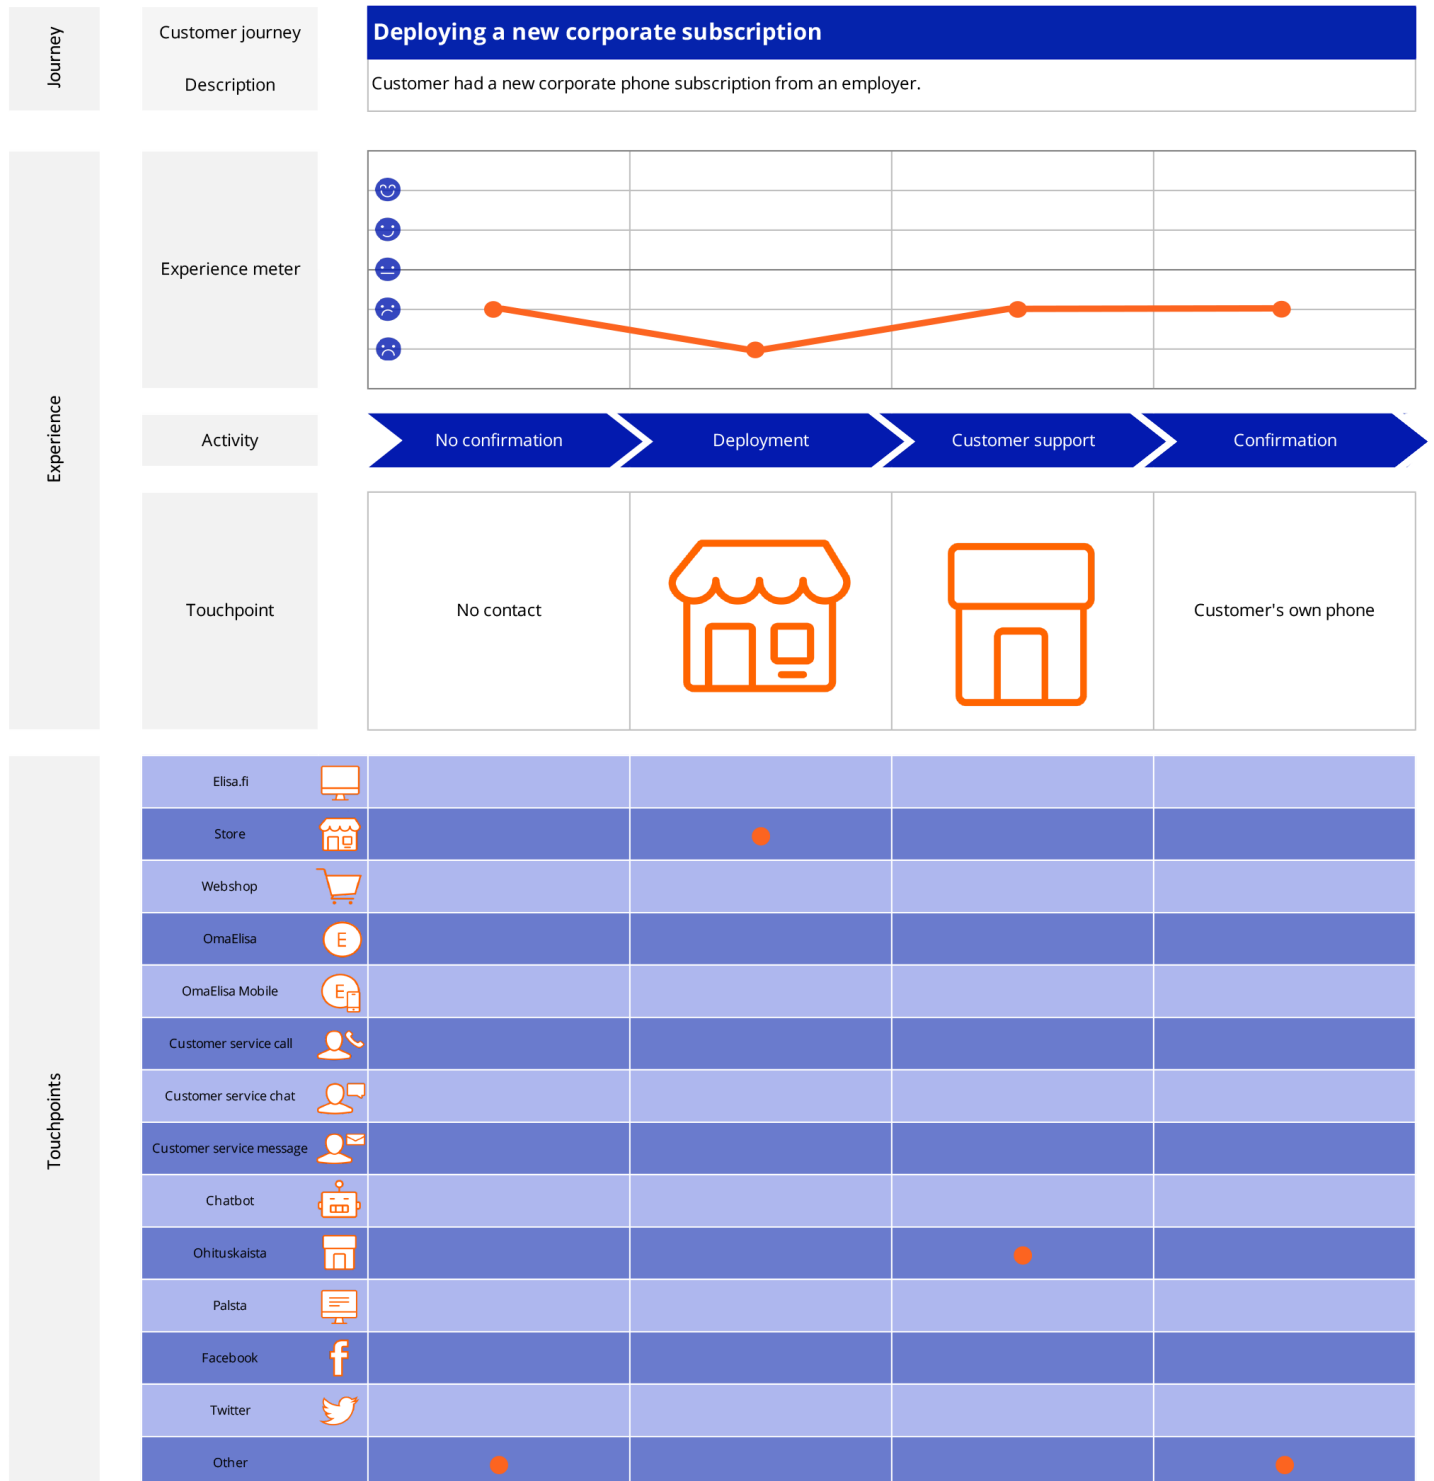 Journey
Customer journey
Deploying a new corporate subscription
Description
Customer had a new corporate phone subscription from an employer.
Experience
Experience meter
Activity
No confirmation
Deployment
Customer support
Confirmation
Touchpoint
No contact
Customer's own phone
Touchpoints
Elisa.fi
Store
Webshop
OmaElisa
E
OmaElisa Mobile
E
Customer service call
Customer service chat
Customer service message
Chatbot
Ohituskaista
Palsta
Facebook
f
Twitter
Other